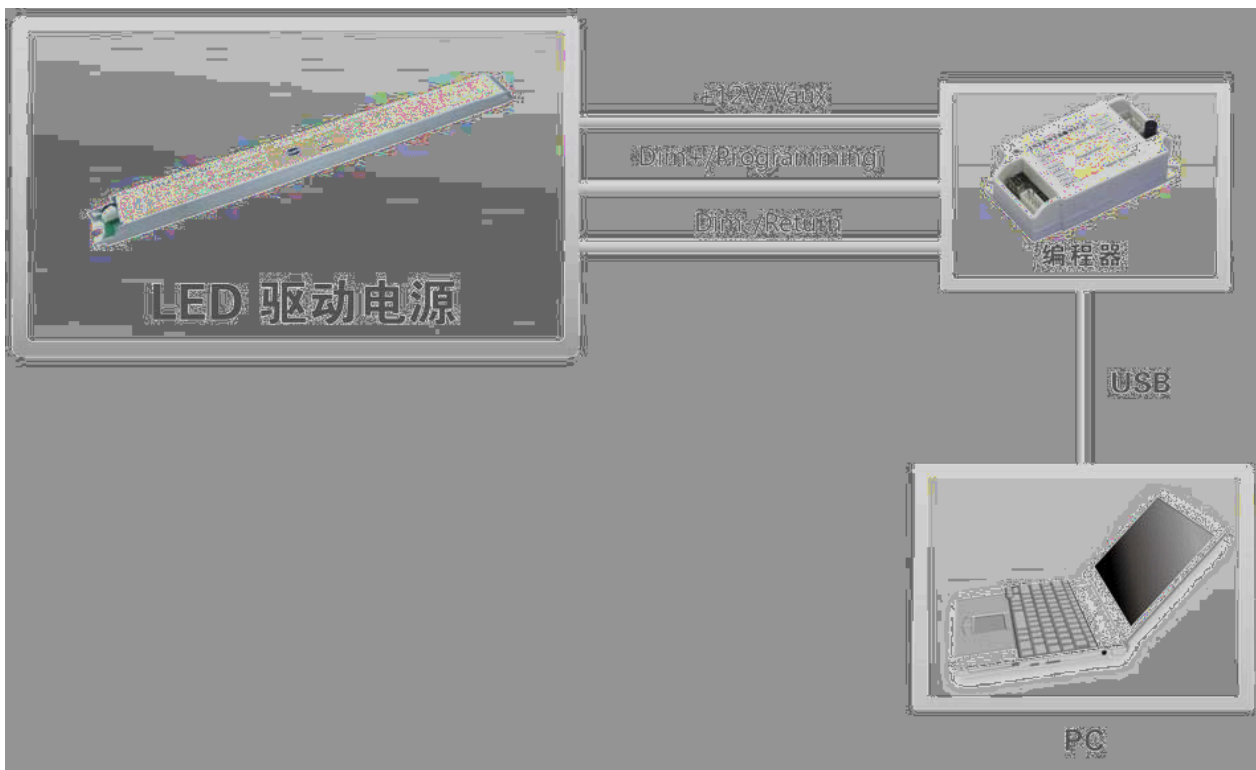 +12V/Vaux
Dim+/Programming
Dim-/Return
编程器
LED 驱动电源
USB
PC